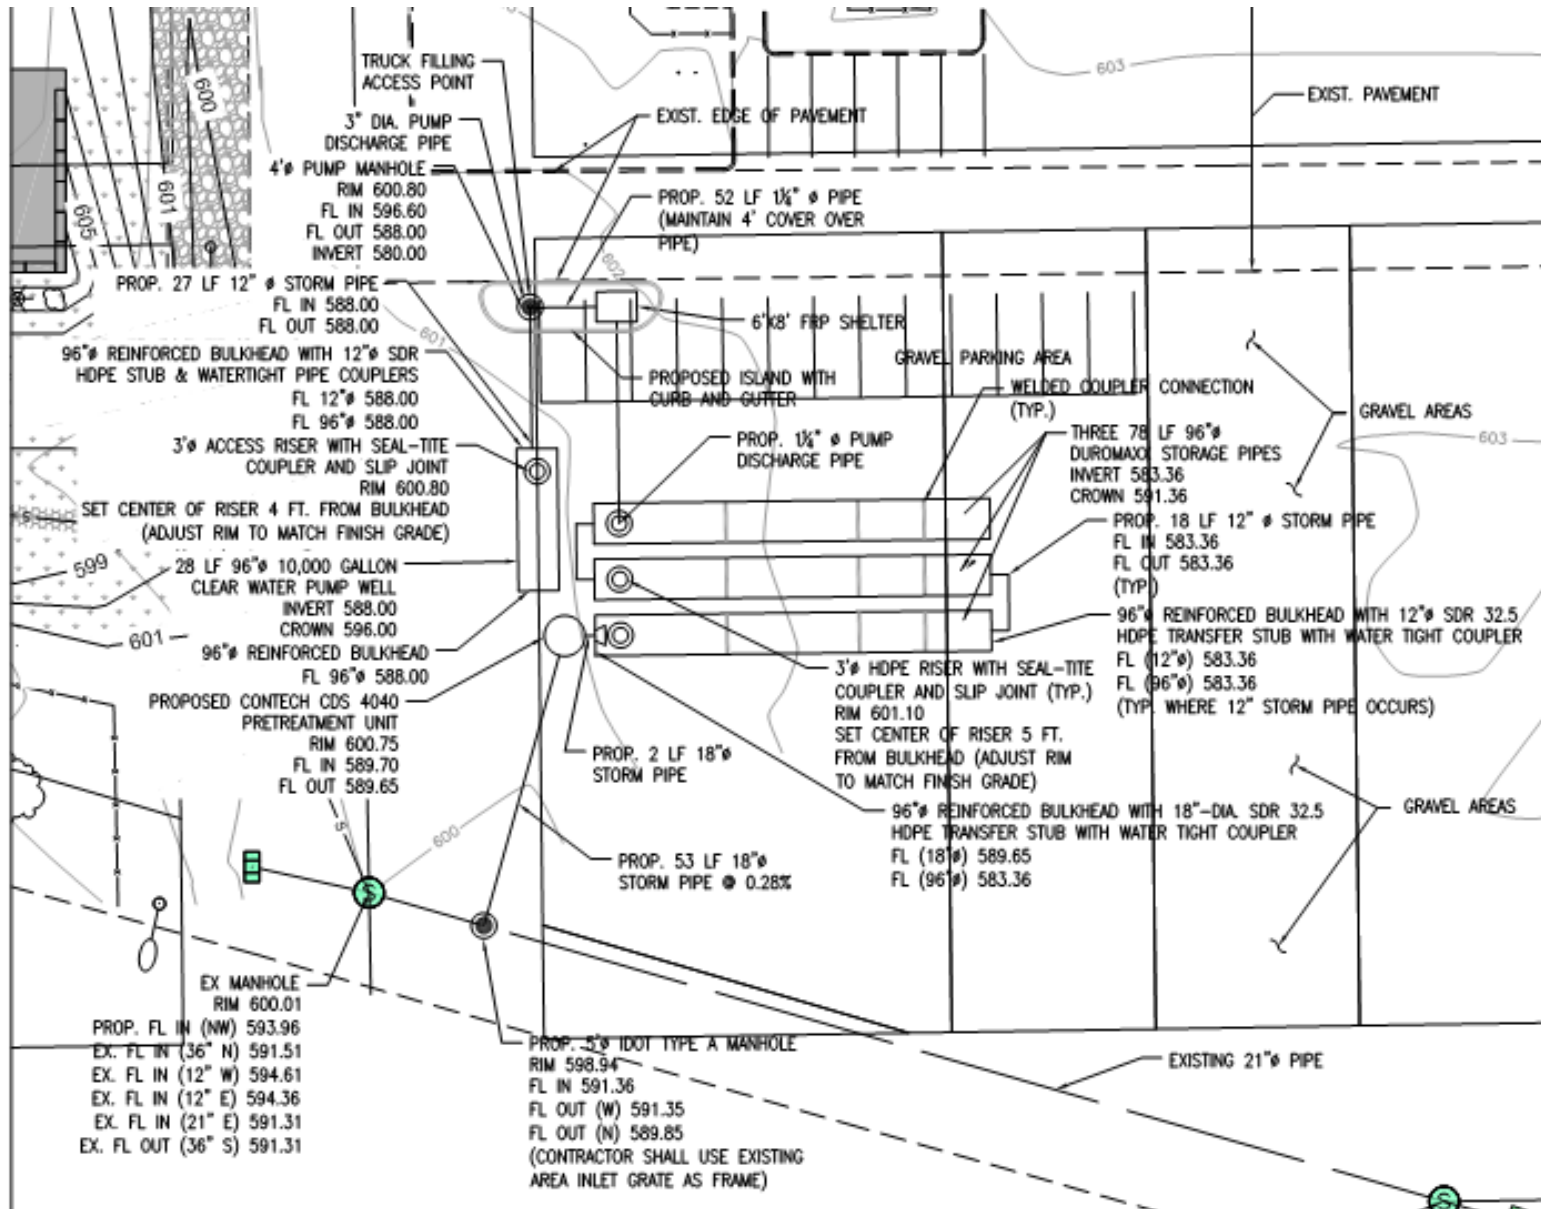 600
601
605
TRUCK FILLING
ACCESS POINT
3" DIA. PUMP
DISCHARGE PIPE
4'ø PUMP MANHOLE
RIM 600.80
FL IN 596.60
FL OUT 588.00
INVERT 580.00
PROP. 27 LF 12" ø STORM PIPE
FL IN 588.00
FL OUT 588.00
96"ø REINFORCED BULKHEAD WITH 12"ø SDR
HDPE STUB & WATERTIGHT PIPE COUPLERS
FL 12"ø 588.00
FL 96"ø 588.00
3'ø ACCESS RISER WITH SEAL-TITE
COUPLER AND SLIP JOINT
RIM 600.80
SET CENTER OF RISER 4 FT. FROM BULKHEAD
(ADJUST RIM TO MATCH FINISH GRADE)
28 LF 96"ø 10,000 GALLON
CLEAR WATER PUMP WELL
INVERT 588.00
CROWN 596.00
96"ø REINFORCED BULKHEAD
FL 96"ø 588.00
PROPOSED CONTECH CDS 4040
PRETREATMENT UNIT
RIM 600.75
FL IN 589.70
FL OUT 589.65
599
601
EXIST. EDGE OF PAVEMENT
PROP. 52 LF 1¼" ø PIPE
(MAINTAIN 4' COVER OVER
PIPE)
602
601
6'X8' FRP SHELTER
GRAVEL PARKING AREA
PROPOSED ISLAND WITH
CURB AND GUTTER
PROP. 1¼" ø PUMP
DISCHARGE PIPE
603
EXIST. PAVEMENT
WELDED COUPLER CONNECTION
(TYP.)
GRAVEL AREAS
603
THREE 78 LF 96"ø
DUROMAXX STORAGE PIPES
INVERT 583.36
CROWN 591.36
PROP. 18 LF 12" ø STORM PIPE
FL IN 583.36
FL OUT 583.36
(TYP.)
96"ø REINFORCED BULKHEAD WITH 12"ø SDR 32.5
HDPE TRANSFER STUB WITH WATER TIGHT COUPLER
FL (12"ø) 583.36
FL (96"ø) 583.36
(TYP. WHERE 12" STORM PIPE OCCURS)
3'ø HDPE RISER WITH SEAL-TITE
COUPLER AND SLIP JOINT (TYP.)
RIM 601.10
SET CENTER OF RISER 5 FT.
FROM BULKHEAD (ADJUST RIM
TO MATCH FINISH GRADE)
PROP. 2 LF 18"ø
STORM PIPE
96"ø REINFORCED BULKHEAD WITH 18"-DIA. SDR 32.5
HDPE TRANSFER STUB WITH WATER TIGHT COUPLER
FL (18"ø) 589.65
FL (96"ø) 583.36
GRAVEL AREAS
600
S
PROP. 53 LF 18"ø
STORM PIPE @ 0.28%
EX MANHOLE
RIM 600.01
PROP. FL IN (NW) 593.96
EX. FL IN (36" N) 591.51
EX. FL IN (12" W) 594.61
EX. FL IN (12" E) 594.36
EX. FL IN (21" E) 591.31
EX. FL OUT (36" S) 591.31
PROP. 5'ø IDOT TYPE A MANHOLE
RIM 598.94
FL IN 591.36
FL OUT (W) 591.35
FL OUT (N) 589.85
(CONTRACTOR SHALL USE EXISTING
AREA INLET GRATE AS FRAME)
EXISTING 21"ø PIPE